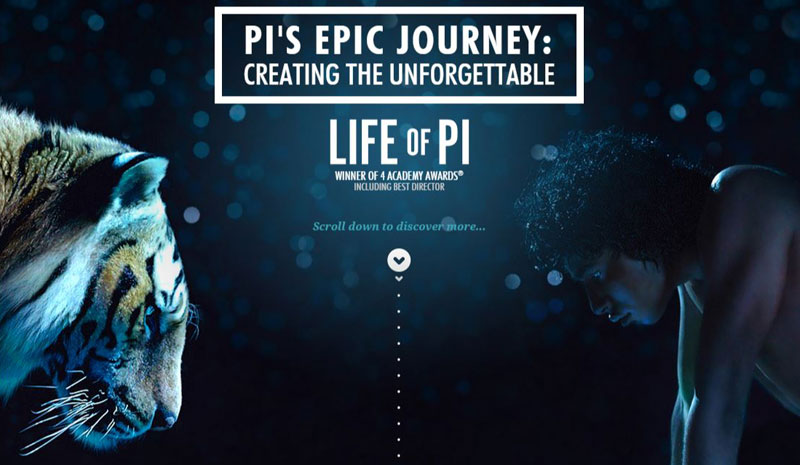 PI'S EPIC JOURNEY:
CREATING THE UNFORGETTABLE
LIFE OF PI
WINNER OF 4 ACADEMY AWARDS®
INCLUDING BEST DIRECTOR
Scroll down to discover more...